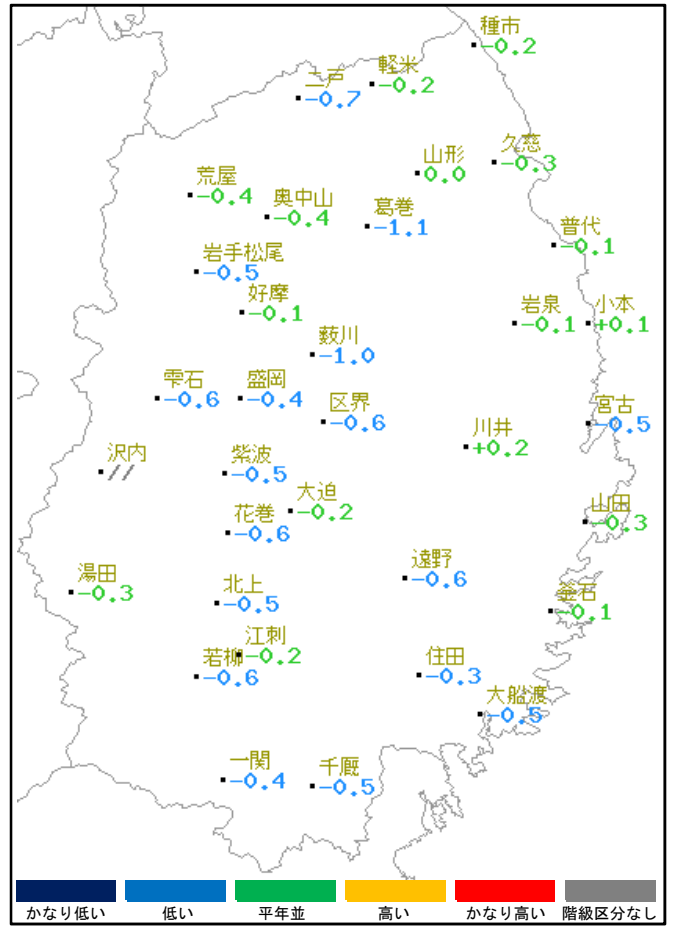 種市
-0.2
軽米
-0.2
二戸
-0.7
久慈
-0.3
山形
0.0
荒屋
-0.4
奥中山
-0.4
葛巻
-1.1
普代
-0.1
岩手松尾
-0.5
好摩
-0.1
岩泉
-0.1
小本
+0.1
薮川
-1.0
雫石
-0.6
盛岡
-0.4
区界
-0.6
宮古
-0.5
川井
+0.2
沢内
//
紫波
-0.5
大迫
-0.2
山田
-0.3
花巻
-0.6
遠野
-0.6
湯田
-0.3
北上
-0.5
釜石
-0.1
江刺
-0.2
若柳
-0.6
住田
-0.3
大船渡
-0.5
一関
-0.4
千厩
-0.5
かなり低い 低い 平年並 高い かなり高い 階級区分なし